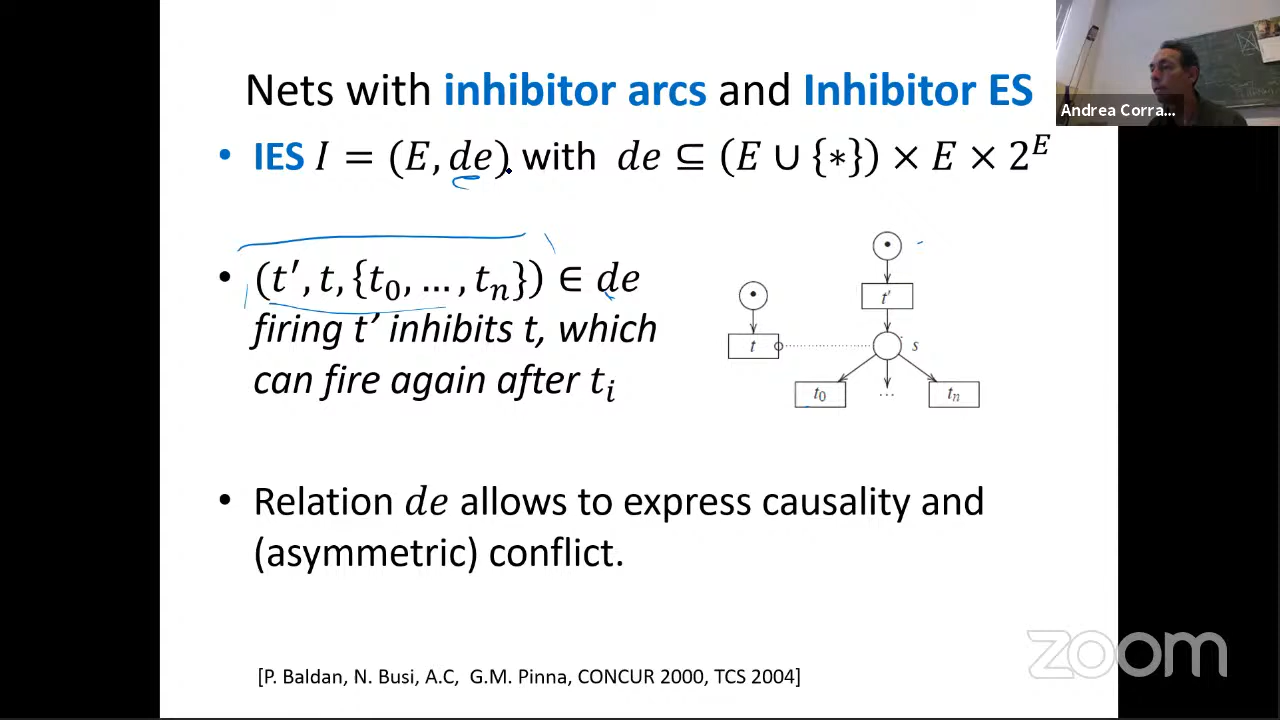 Nets with inhibitor arcs and Inhibitor ES
Andrea Corra...
• IES I = (E, de) with de ⊆ (E ∪ {∗}) × E × 2^E
• (t′, t, {t₀, … , tₙ}) ∈ de
firing t’ inhibits t, which
can fire again after tᵢ
t′
t
s
t₀
…
tₙ
• Relation de allows to express causality and
(asymmetric) conflict.
zoom
[P. Baldan, N. Busi, A.C, G.M. Pinna, CONCUR 2000, TCS 2004]